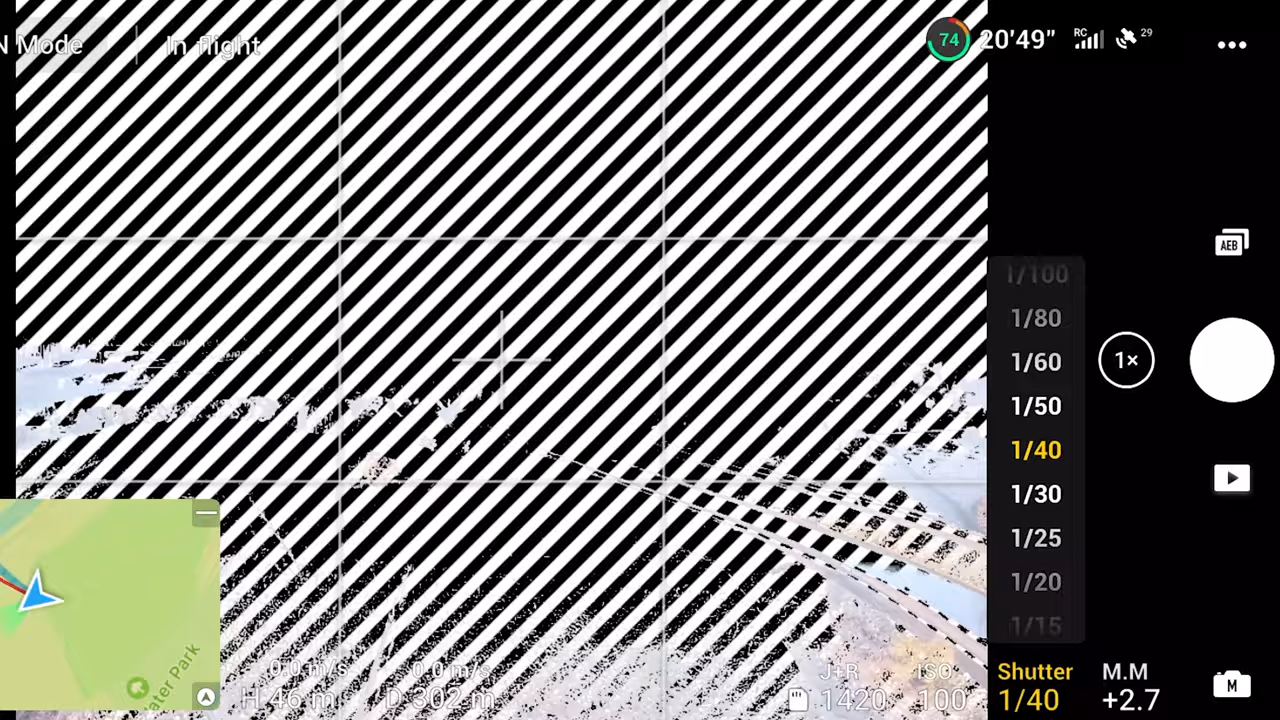 N Mode
In flight
74
20'49"
RC
29
AEB
1/100
1/80
1/60
1/50
1/40
1/30
1/25
1/20
1/15
1×
ater Park
0.0 m/s
0.0 m/s
H 46 m
D 302 m
J+R
1420
ISO
100
Shutter
1/40
M.M
+2.7
M